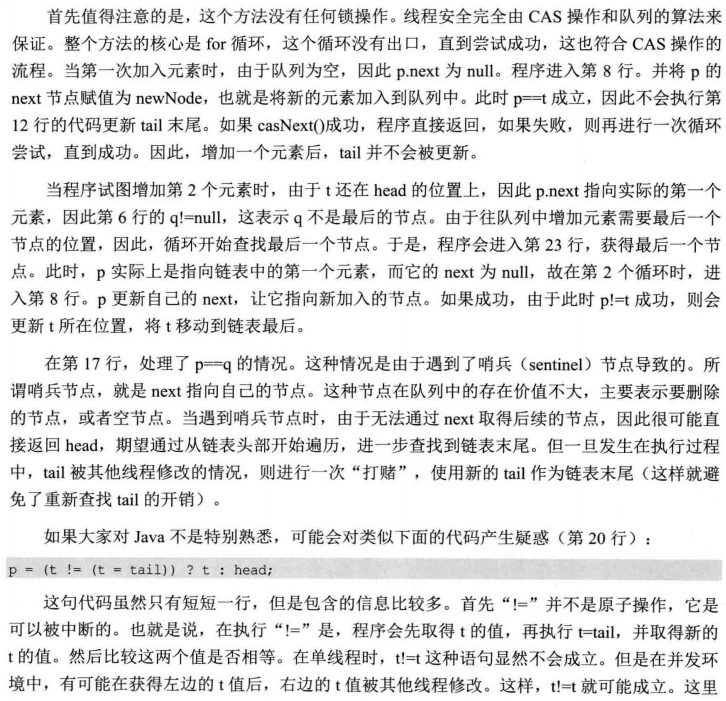 首先值得注意的是，这个方法没有任何锁操作。线程安全完全由 CAS 操作和队列的算法来
保证。整个方法的核心是 for 循环，这个循环没有出口，直到尝试成功，这也符合 CAS 操作的
流程。当第一次加入元素时，由于队列为空，因此 p.next 为 null。程序进入第 8 行。并将 p 的
next 节点赋值为 newNode，也就是将新的元素加入到队列中。此时 p==t 成立，因此不会执行第
12 行的代码更新 tail 末尾。如果 casNext()成功，程序直接返回，如果失败，则再进行一次循环
尝试，直到成功。因此，增加一个元素后，tail 并不会被更新。
当程序试图增加第 2 个元素时，由于 t 还在 head 的位置上，因此 p.next 指向实际的第一个
元素，因此第 6 行的 q!=null，这表示 q 不是最后的节点。由于往队列中增加元素需要最后一个
节点的位置，因此，循环开始查找最后一个节点。于是，程序会进入第 23 行，获得最后一个节
点。此时，p 实际上是指向链表中的第一个元素，而它的 next 为 null，故在第 2 个循环时，进
入第 8 行。p 更新自己的 next，让它指向新加入的节点。如果成功，由于此时 p!=t 成功，则会
更新 t 所在位置，将 t 移动到链表最后。
在第 17 行，处理了 p==q 的情况。这种情况是由于遇到了哨兵（sentinel）节点导致的。所
谓哨兵节点，就是 next 指向自己的节点。这种节点在队列中的存在价值不大，主要表示要删除
的节点，或者空节点。当遇到哨兵节点时，由于无法通过 next 取得后续的节点，因此很可能直
接返回 head，期望通过从链表头部开始遍历，进一步查找到链表末尾。但一旦发生在执行过程
中，tail 被其他线程修改的情况，则进行一次“打赌”，使用新的 tail 作为链表末尾（这样就避
免了重新查找 tail 的开销）。
如果大家对 Java 不是特别熟悉，可能会对类似下面的代码产生疑惑（第 20 行）：
p = (t != (t = tail)) ? t : head;
这句代码虽然只有短短一行，但是包含的信息比较多。首先“!=”并不是原子操作，它是
可以被中断的。也就是说，在执行“!=”是，程序会先取得 t 的值，再执行 t=tail，并取得新的
t 的值。然后比较这两个值是否相等。在单线程时，t!=t 这种语句显然不会成立。但是在并发环
境中，有可能在获得左边的 t 值后，右边的 t 值被其他线程修改。这样，t!=t 就可能成立。这里